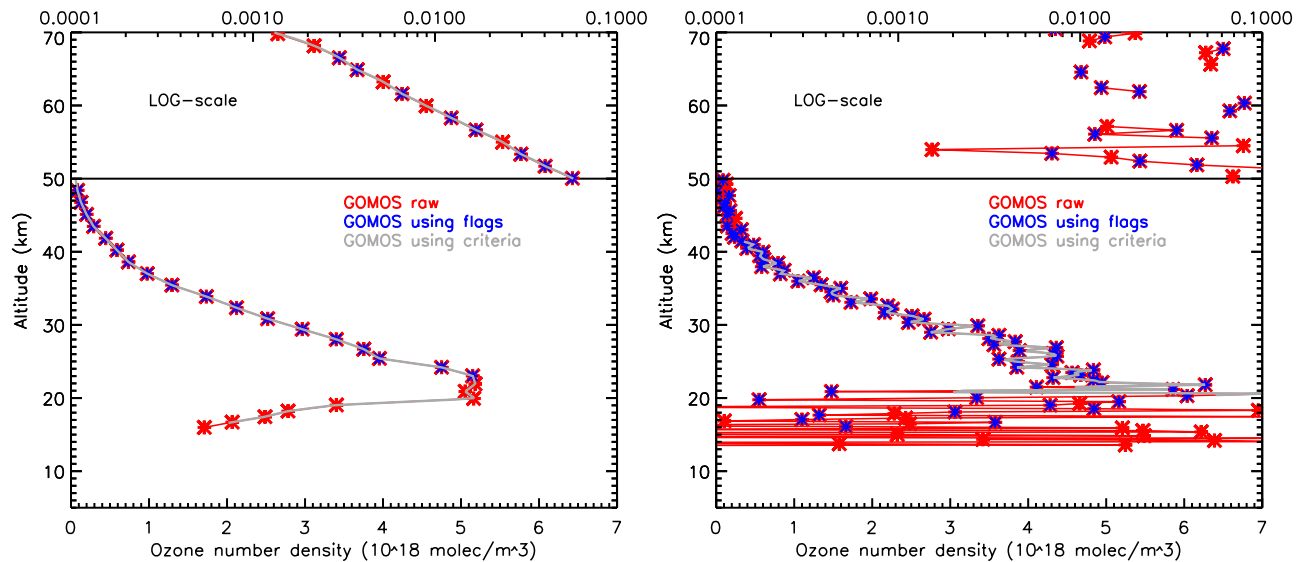 0.0001 0.0010 0.0100 0.1000
70
60
50
40
30
20
10
LOG-scale
GOMOS raw
GOMOS using flags
GOMOS using criteria
Altitude (km)
0 1 2 3 4 5 6 7
Ozone number density (10^18 molec/m^3)
0.0001 0.0010 0.0100 0.1000
70
60
50
40
30
20
10
LOG-scale
GOMOS raw
GOMOS using flags
GOMOS using criteria
Altitude (km)
0 1 2 3 4 5 6 7
Ozone number density (10^18 molec/m^3)